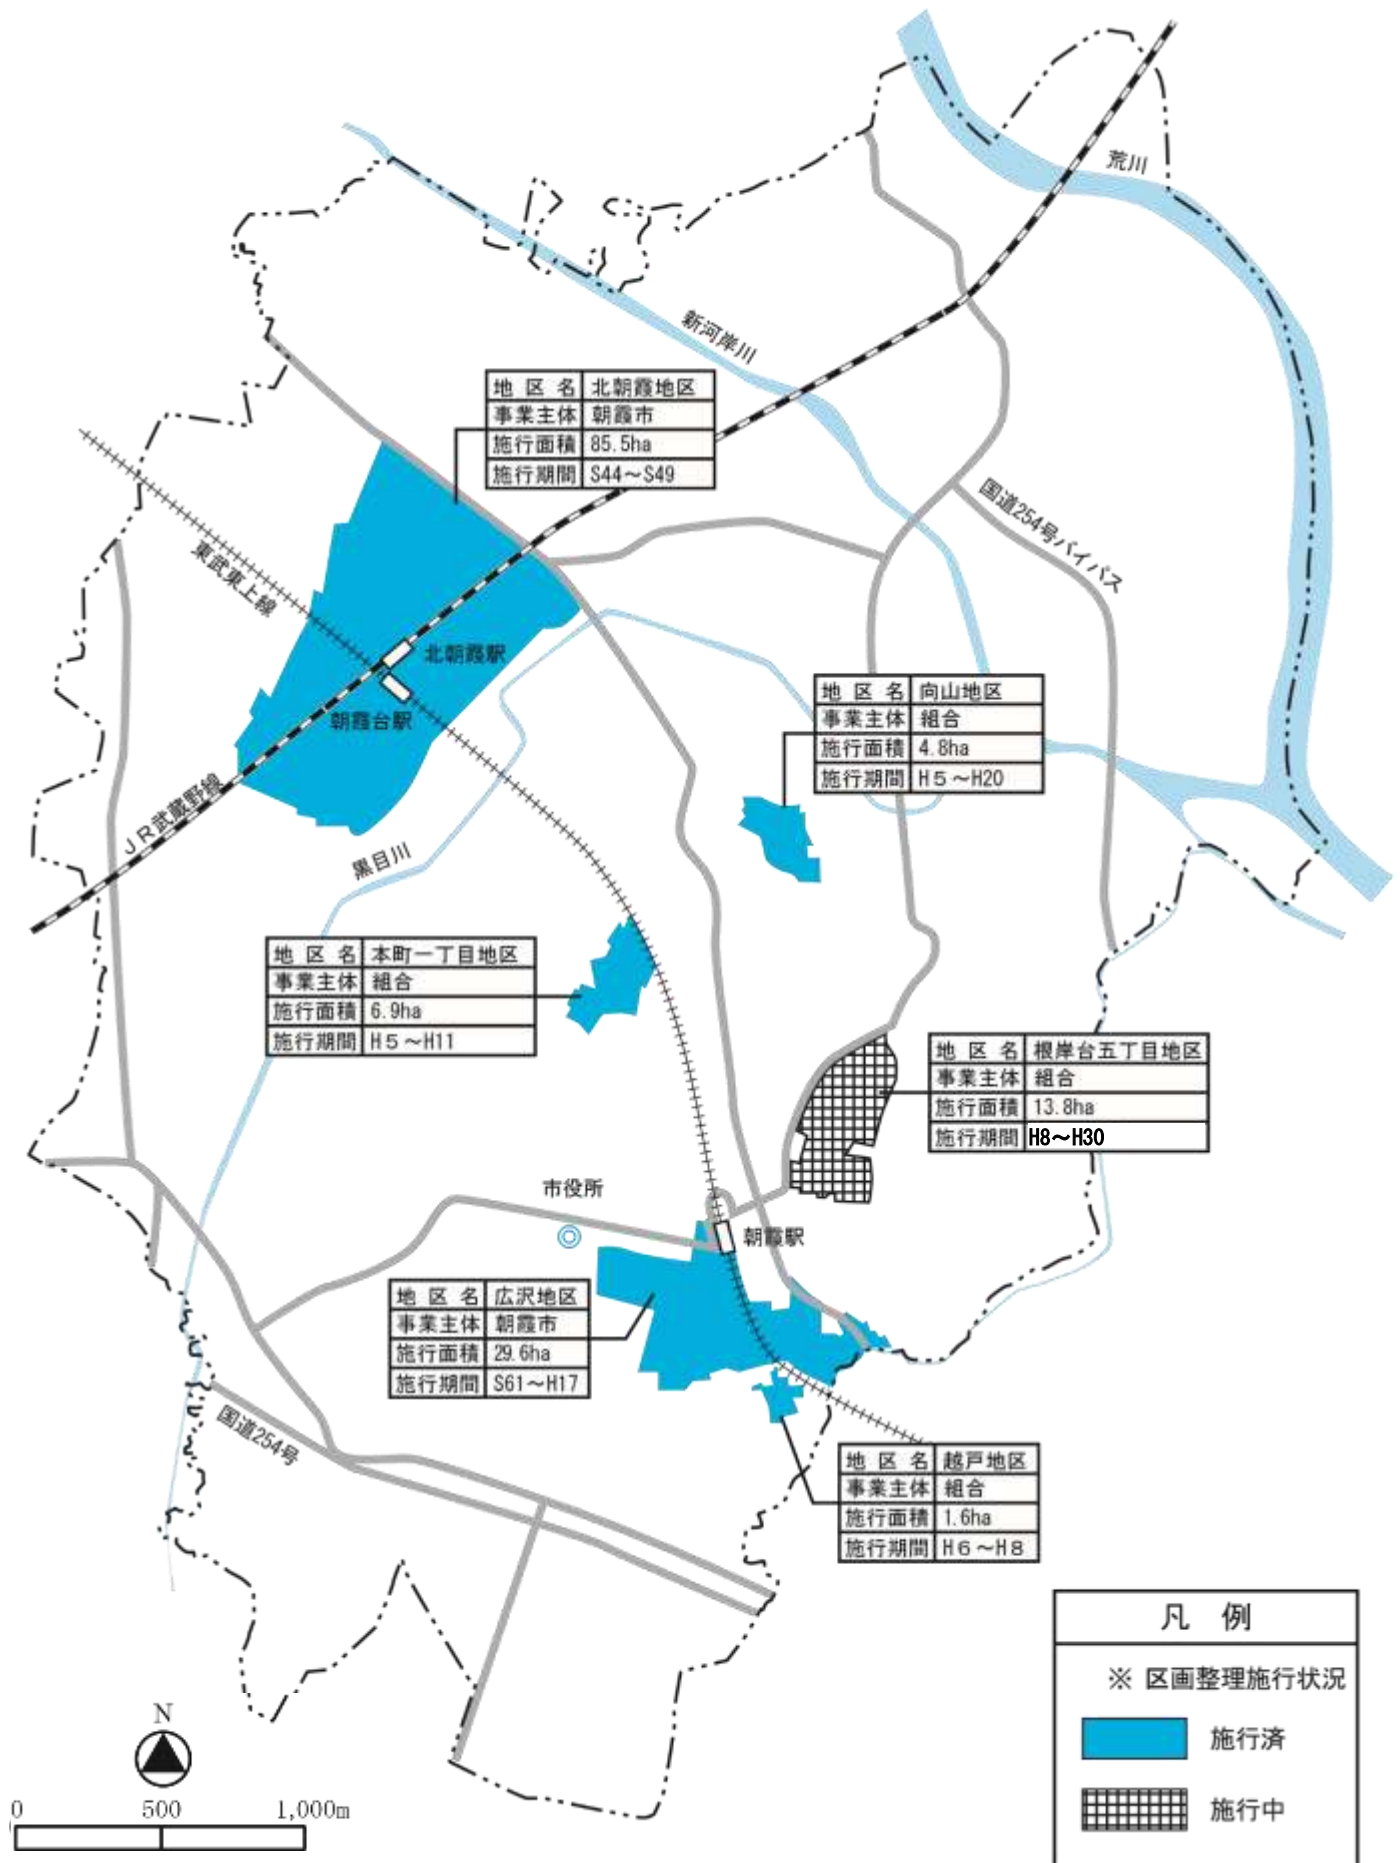 荒川
新河岸川
地区名 北朝霞地区
事業主体 朝霞市
施行面積 85.5ha
施行期間 S44～S49
国道254号バイパス
東武東上線
北朝霞駅
朝霞台駅
地区名 向山地区
事業主体 組合
施行面積 4.8ha
施行期間 H5～H20
JR武蔵野線
黒目川
地区名 本町一丁目地区
事業主体 組合
施行面積 6.9ha
施行期間 H5～H11
地区名 根岸台五丁目地区
事業主体 組合
施行面積 13.8ha
施行期間 H8～H30
市役所
朝霞駅
地区名 広沢地区
事業主体 朝霞市
施行面積 29.6ha
施行期間 S61～H17
国道254号
地区名 越戸地区
事業主体 組合
施行面積 1.6ha
施行期間 H6～H8
凡例
※ 区画整理施行状況
施行済
施行中
N
0 500 1,000m